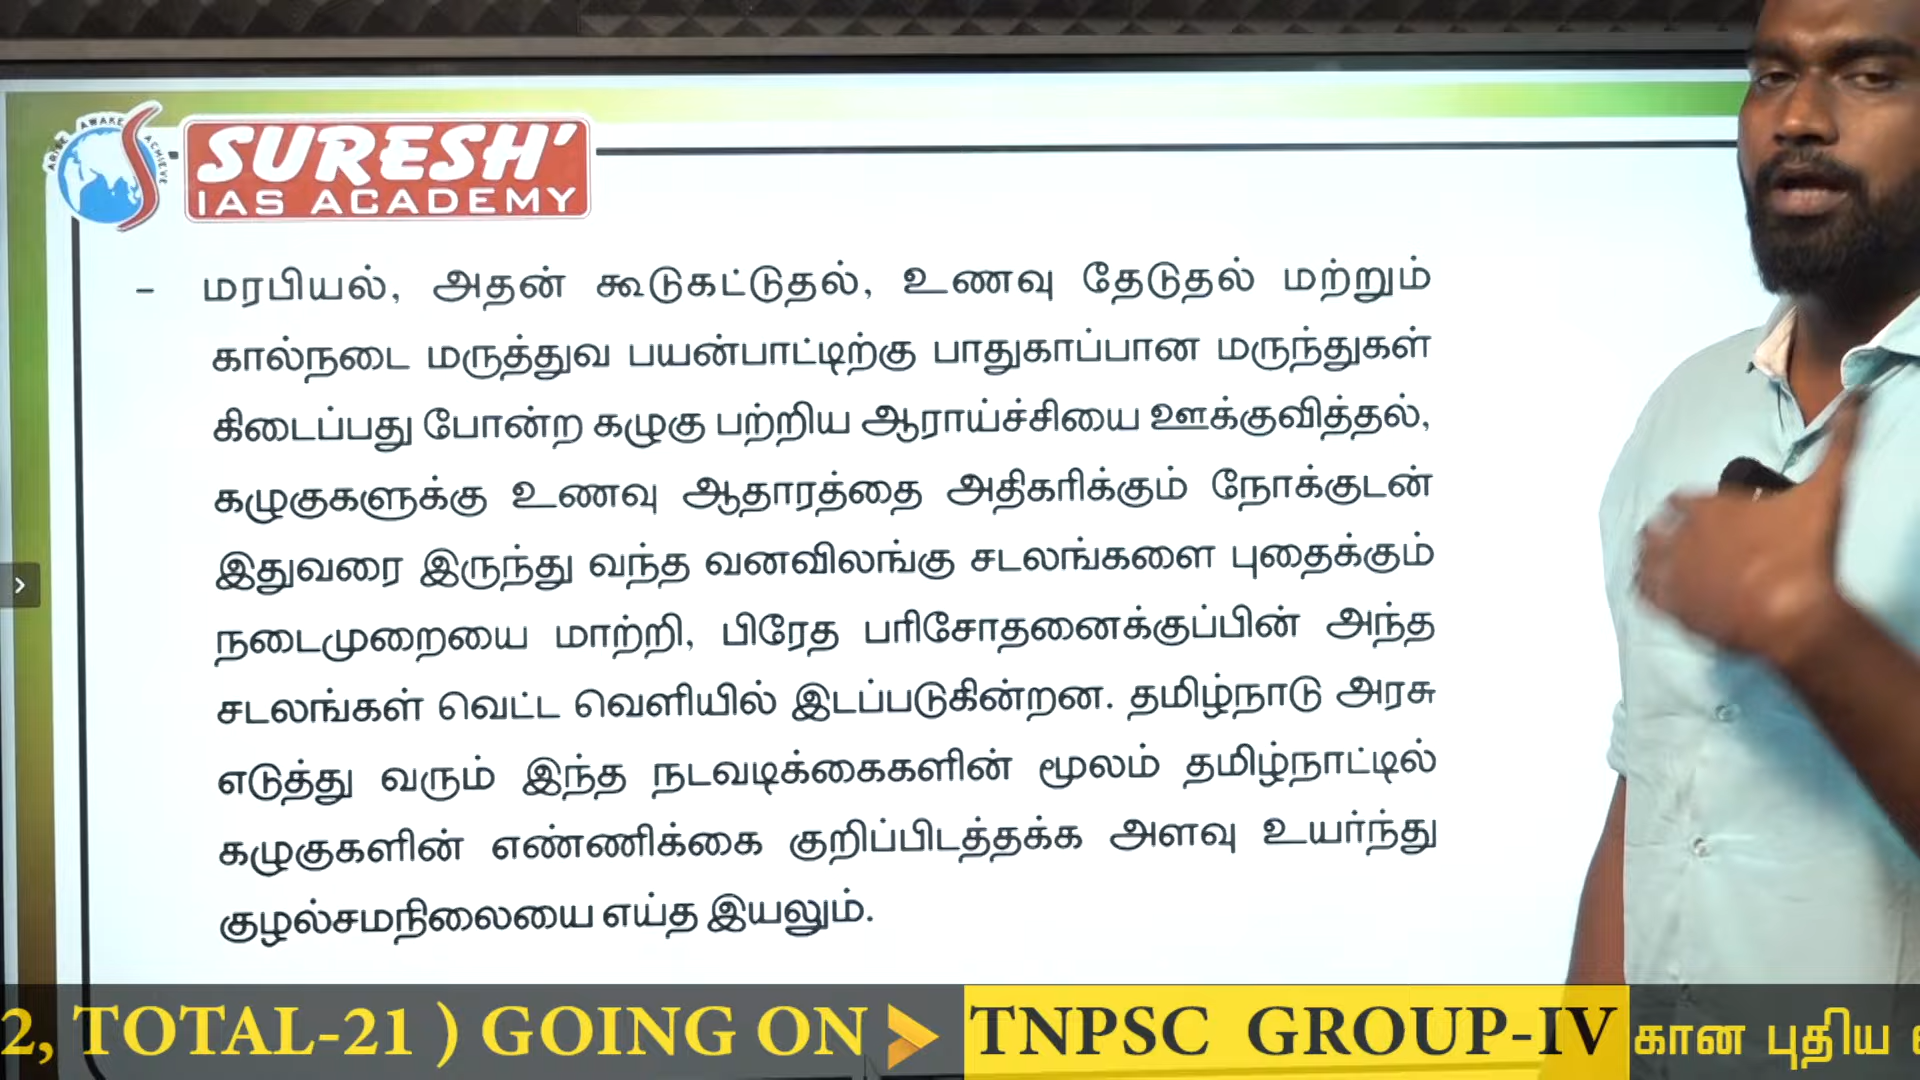 ARISE AWAKE ACHIEVE
SURESH'
IAS ACADEMY
- மரபியல், அதன் கூடுகட்டுதல், உணவு தேடுதல் மற்றும்
கால்நடை மருத்துவ பயன்பாட்டிற்கு பாதுகாப்பான மருந்துகள்
கிடைப்பது போன்ற கழுகு பற்றிய ஆராய்ச்சியை ஊக்குவித்தல்,
கழுகுகளுக்கு உணவு ஆதாரத்தை அதிகரிக்கும் நோக்குடன்
இதுவரை இருந்து வந்த வனவிலங்கு சடலங்களை புதைக்கும்
நடைமுறையை மாற்றி, பிரேத பரிசோதனைக்குப்பின் அந்த
சடலங்கள் வெட்ட வெளியில் இடப்படுகின்றன. தமிழ்நாடு அரசு
எடுத்து வரும் இந்த நடவடிக்கைகளின் மூலம் தமிழ்நாட்டில்
கழுகுகளின் எண்ணிக்கை குறிப்பிடத்தக்க அளவு உயர்ந்து
குழல்சமநிலையை எய்த இயலும்.
2, TOTAL-21 ) GOING ON TNPSC GROUP-IV கான புதிய